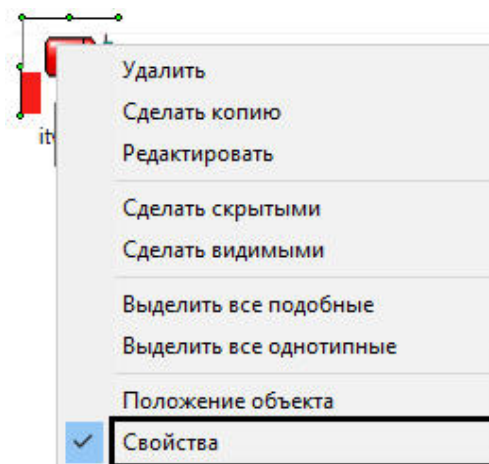 Удалить
Сделать копию
Редактировать
Сделать скрытыми
Сделать видимыми
Выделить все подобные
Выделить все однотипные
Положение объекта
Свойства